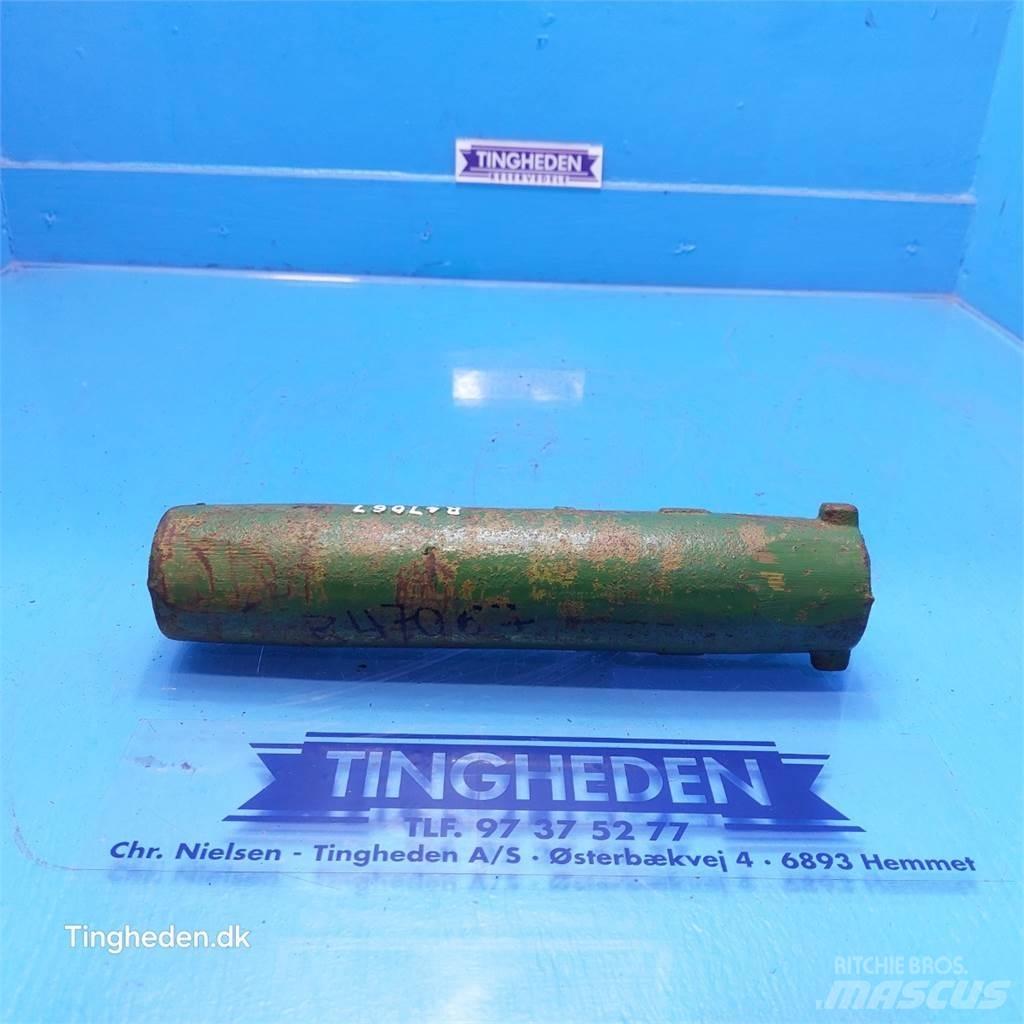 TINGHEDEN
R47067
TINGHEDEN
TLF. 97 37 52 77
Chr. Nielsen - Tingheden A/S · Østerbækvej 4 · 6893 Hemmet
Tingheden.dk
RITCHIE BROS.
MASCUS